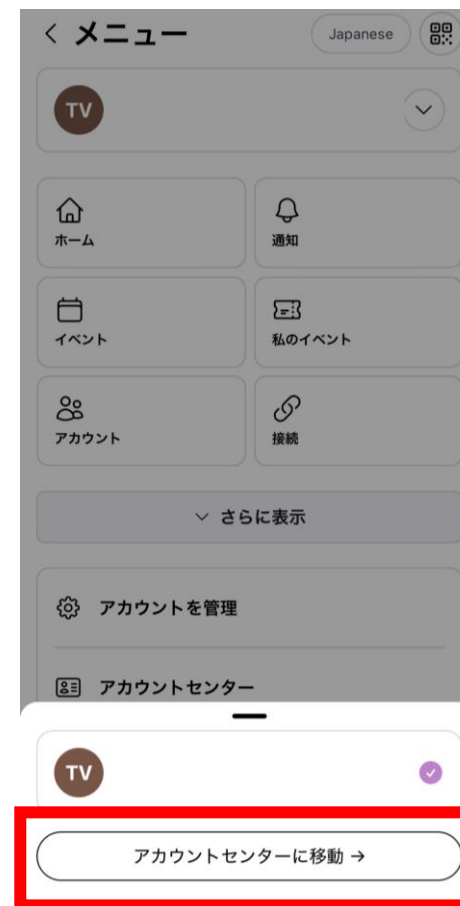 メニュー
Japanese
TV
ホーム
通知
イベント
私のイベント
アカウント
接続
さらに表示
アカウントを管理
アカウントセンター
TV
アカウントセンターに移動 →